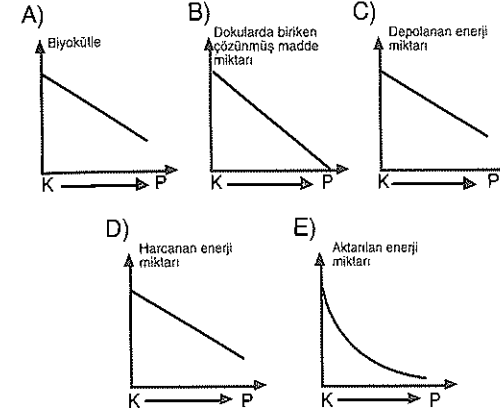 A)
Biyokütle
K P
B)
Dokularda biriken
çözünmüş madde
miktarı
K P
C)
Depolanan enerji
miktarı
K P
D)
Harcanan enerji
miktarı
K P
E)
Aktarılan enerji
miktarı
K P